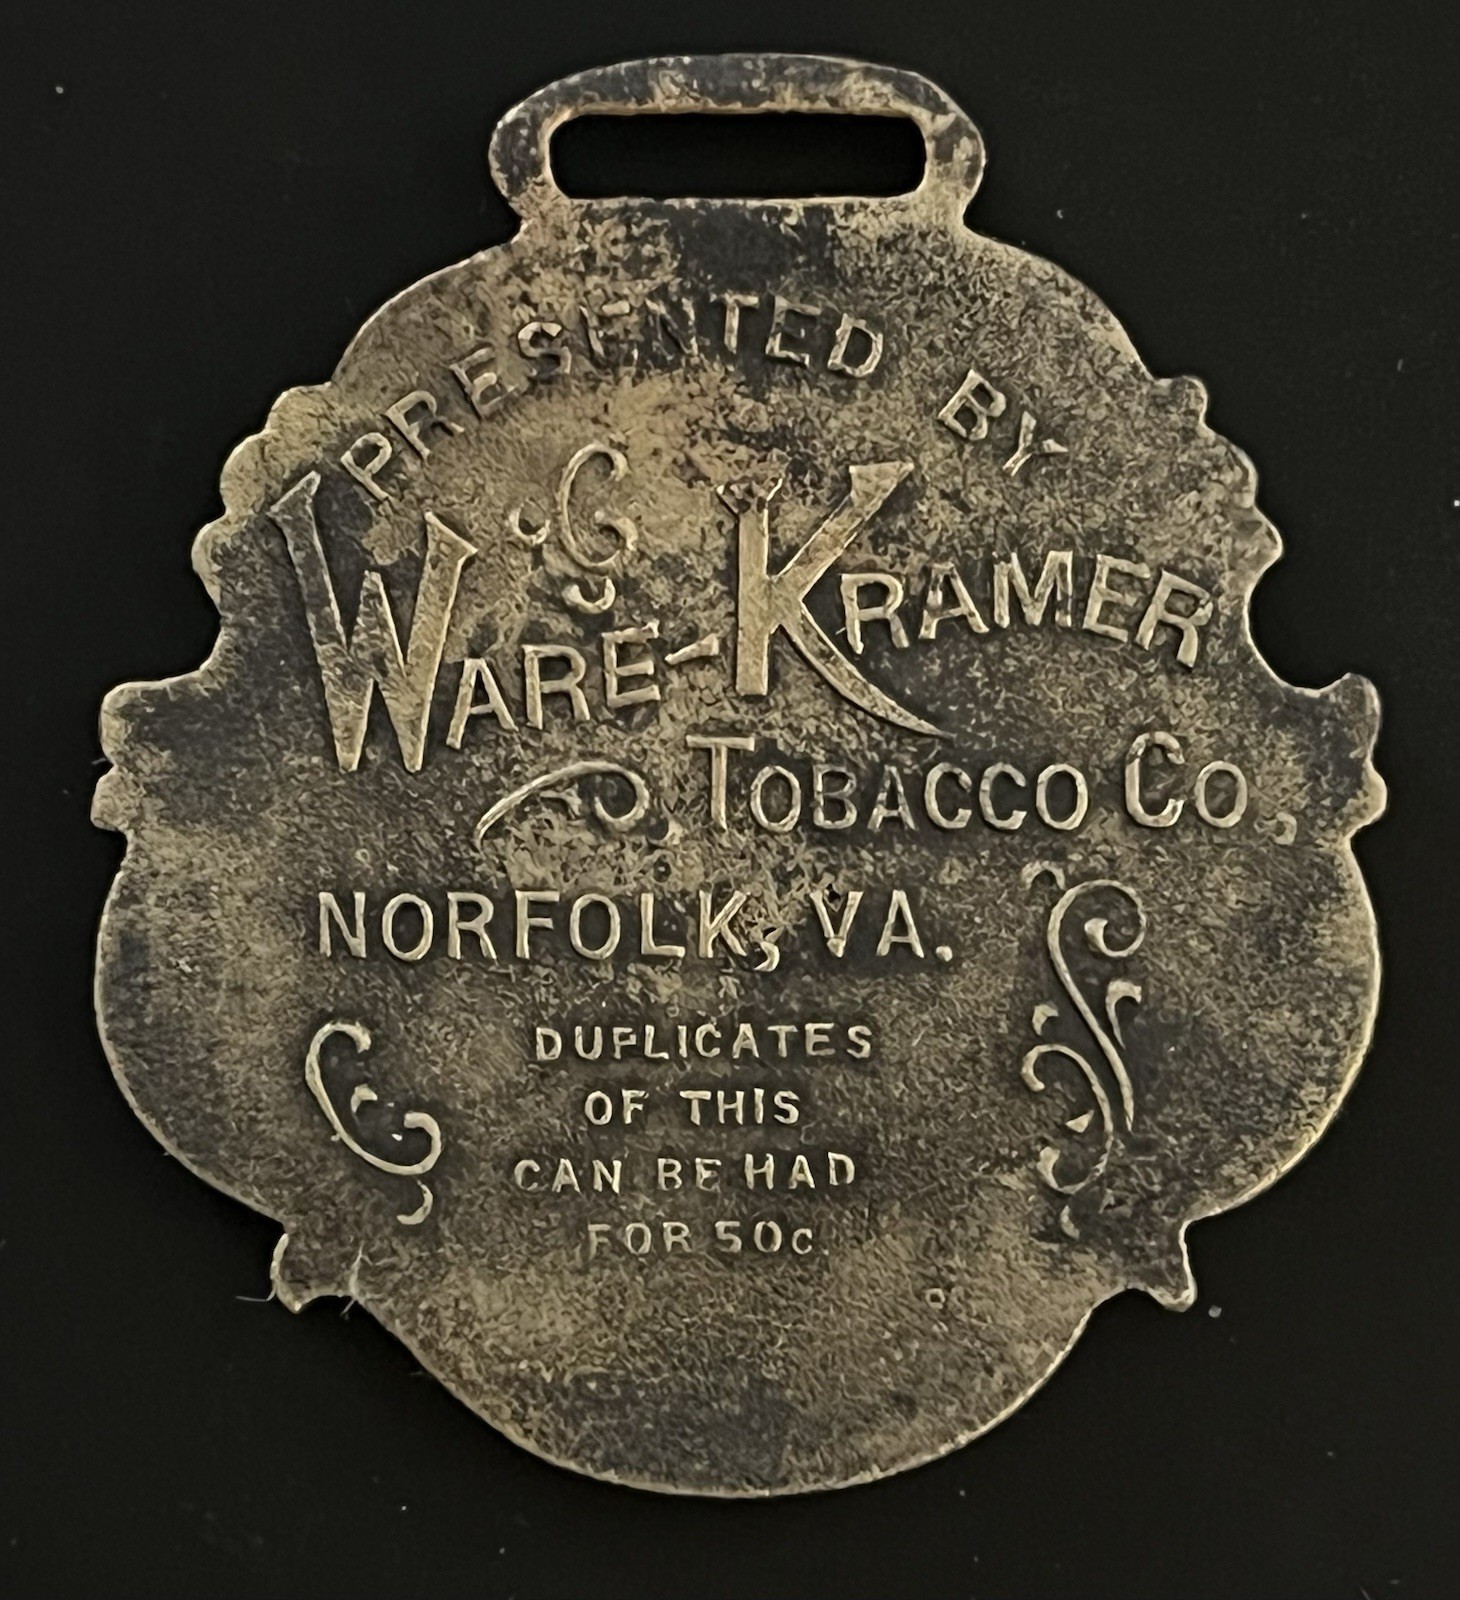 PRESENTED BY
WARE-KRAMER
TOBACCO CO,
NORFOLK, VA.
DUPLICATES
OF THIS
CAN BE HAD
FOR 50c.